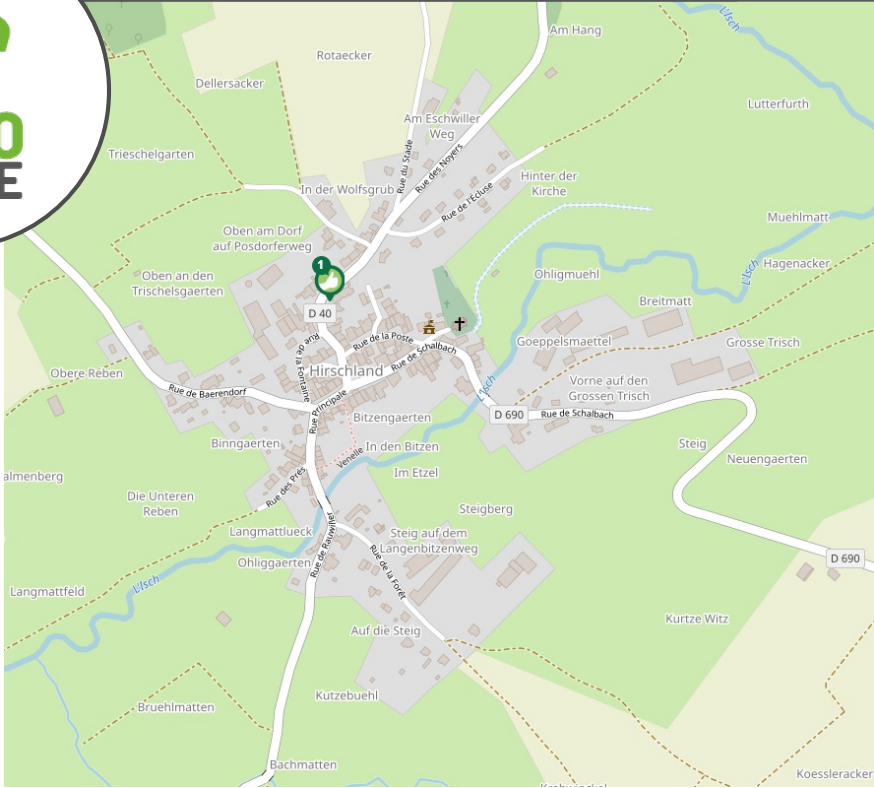 Am Hang
L'Isch
Rotaecker
Dellersacker
Lutterfurth
O
E
Am Eschwiller
Weg
Trieschelgarten
Rue du Stade
Rue des Noyers
In der Wolfsgrub
Rue de l'Écluse
Hinter der
Kirche
Oben am Dorf
auf Posdorferweg
Muehlmatt
Oben an den
Trischelsgaerten
1
Ohligmuehl
L'Isch
Hagenacker
D 40
Breitmatt
Rue de la Fontaine
Rue de la Poste
Rue de Schalbach
Goeppelsmaettel
Grosse Trisch
Obere Reben
Hirschland
Rue de Baerendorf
Rue Principale
L'Isch
Vorne auf den
Grossen Trisch
Bitzengaerten
D 690
Rue de Schalbach
Binngaerten
Venelle
In den Bitzen
Steig
Neuengaerten
almenberg
Rue des Prés
Im Etzel
Die Unteren
Reben
Steigberg
Langmattlueck
Rue de Rauwiller
Steig auf dem
Langenbitzenweg
D 690
Ohliggaerten
Rue de la Forêt
Langmattfeld
L'Isch
Auf die Steig
Kurtze Witz
Kutzebuehl
Bruehlmatten
Bachmatten
Koessleracker